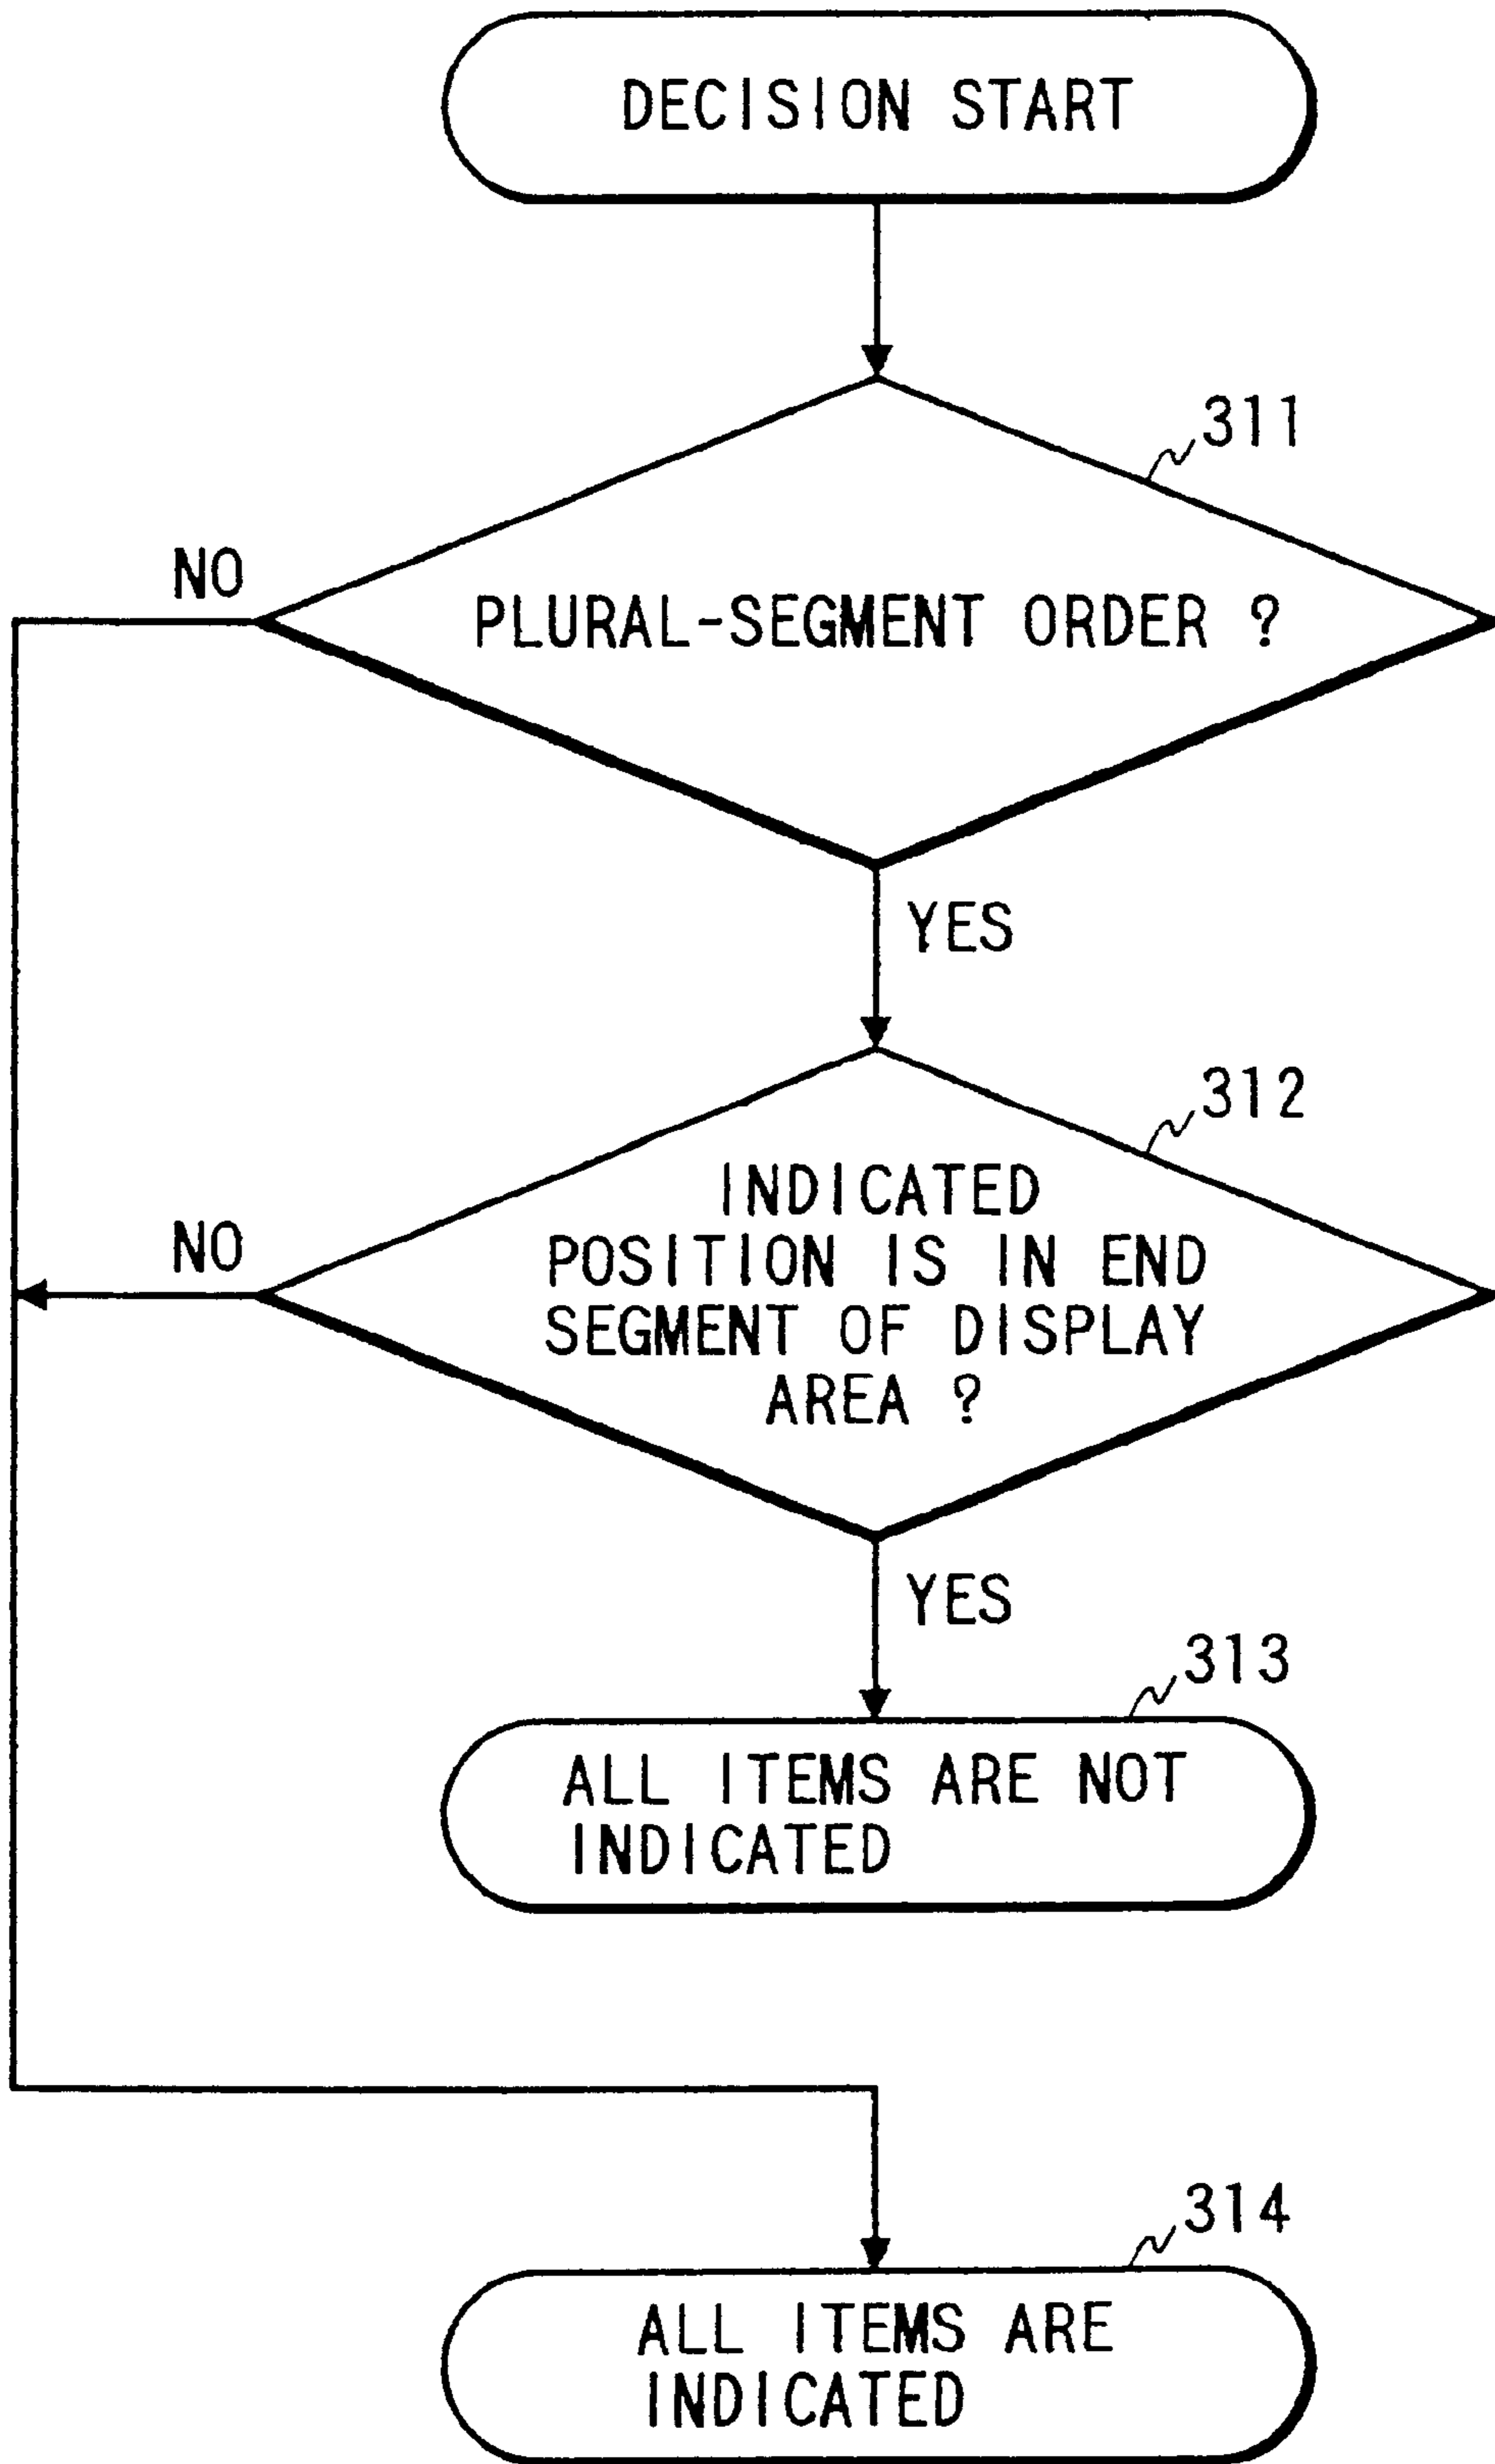 DECISION START
311
NO
PLURAL-SEGMENT ORDER ?
YES
312
INDICATED
NO
POSITION IS IN END
SEGMENT OF DISPLAY
AREA ?
YES
313
ALL ITEMS ARE NOT
INDICATED
314
ALL ITEMS ARE
INDICATED